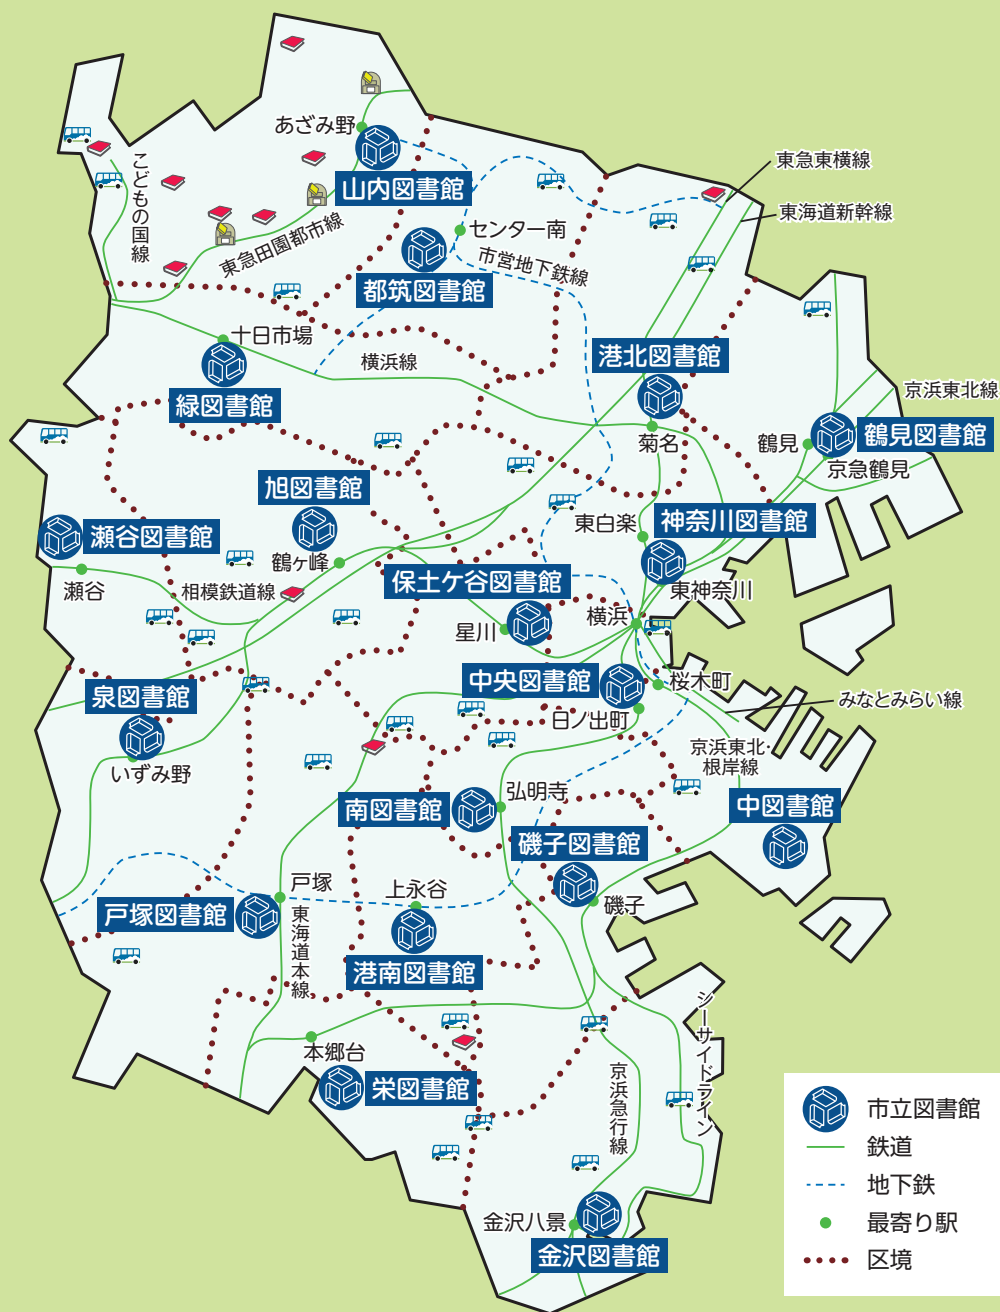 あざみ野
山内図書館
こどもの国線
東急田園都市線
東急東横線
東海道新幹線
センター南
市営地下鉄線
都筑図書館
十日市場
緑図書館
横浜線
港北図書館
菊名
京浜東北線
鶴見
鶴見図書館
京急鶴見
旭図書館
鶴ヶ峰
瀬谷図書館
瀬谷
相模鉄道線
東白楽
神奈川図書館
東神奈川
保土ケ谷図書館
星川
横浜
中央図書館
桜木町
日ノ出町
みなとみらい線
泉図書館
いずみ野
京浜東北・
根岸線
中図書館
弘明寺
南図書館
磯子図書館
磯子
戸塚
戸塚図書館
東海道本線
上永谷
港南図書館
シーサイドライン
本郷台
栄図書館
京浜急行線
金沢八景
金沢図書館
市立図書館
鉄道
地下鉄
最寄り駅
区境